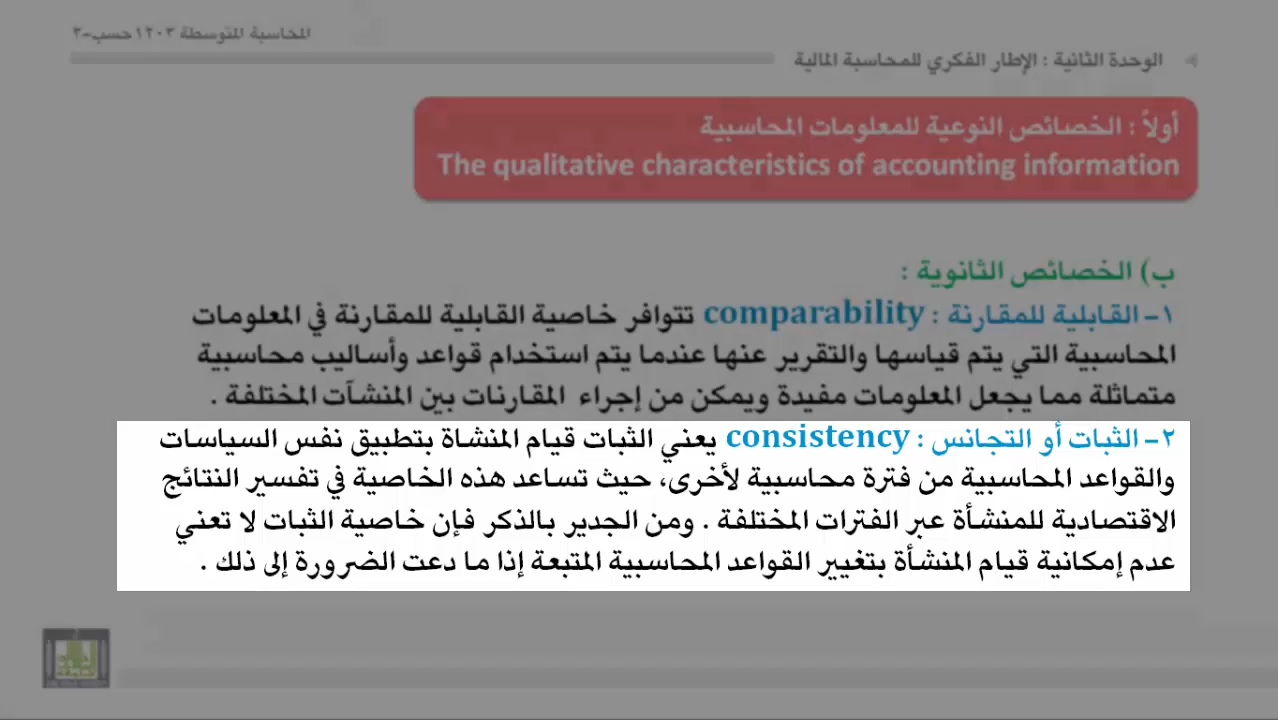 المحاسبة المتوسطة ١٢٠٣ حسب-٢
الوحدة الثانية : الإطار الفكري للمحاسبة المالية
أولاً : الخصائص النوعية للمعلومات المحاسبية
The qualitative characteristics of accounting information
ب) الخصائص الثانوية :
١- القابلية للمقارنة : comparability تتوافر خاصية القابلية للمقارنة في المعلومات
المحاسبية التي يتم قياسها والتقرير عنها عندما يتم استخدام قواعد وأساليب محاسبية
متماثلة مما يجعل المعلومات مفيدة ويمكن من إجراء المقارنات بين المنشآت المختلفة .
٢- الثبات أو التجانس : consistency يعني الثبات قيام المنشاة بتطبيق نفس السياسات
والقواعد المحاسبية من فترة محاسبية لأخرى، حيث تساعد هذه الخاصية في تفسير النتائج
الاقتصادية للمنشأة عبر الفترات المختلفة . ومن الجدير بالذكر فإن خاصية الثبات لا تعني
عدم إمكانية قيام المنشأة بتغيير القواعد المحاسبية المتبعة إذا ما دعت الضرورة إلى ذلك .